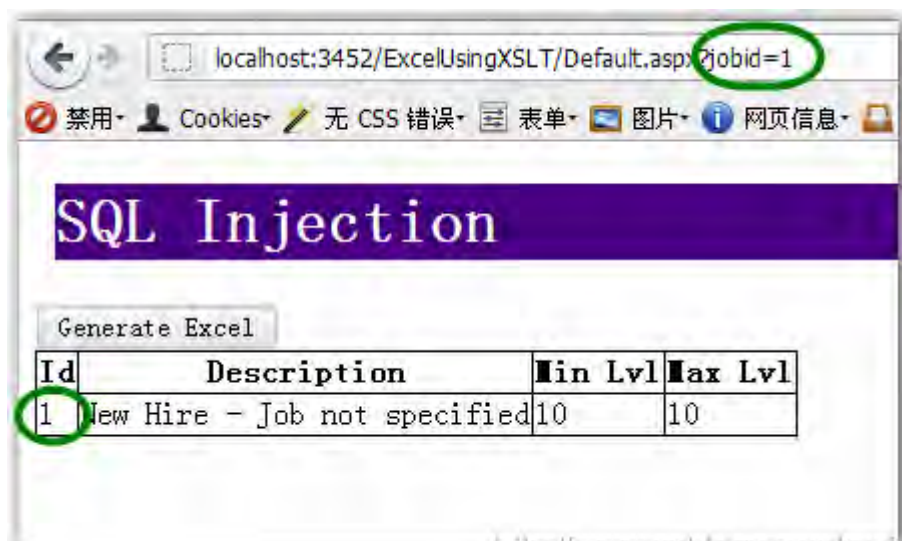 localhost:3452/ExcelUsingXSLT/Default.aspx?jobid=1
禁用 Cookies 无 CSS 错误 表单 图片 网页信息
SQL Injection
Generate Excel
Id Description Min Lvl Max Lvl
1 New Hire - Job not specified 10 10